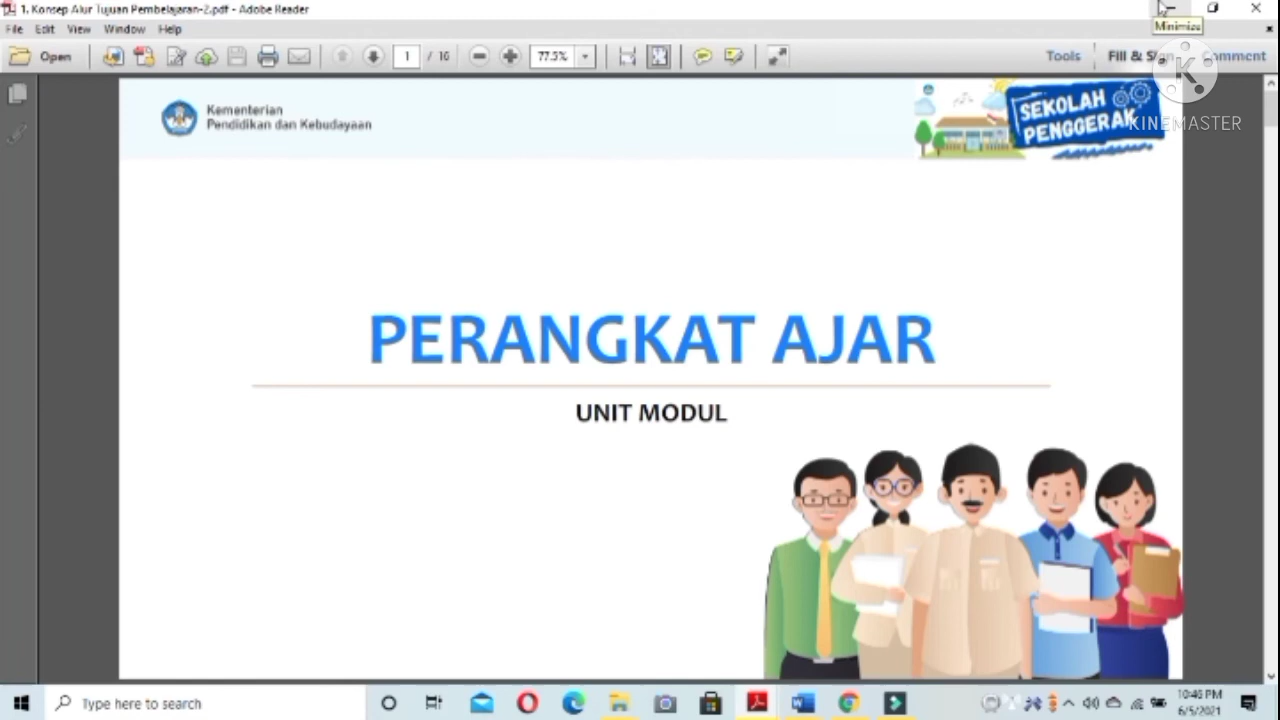 1. Konsep Alur Tujuan Pembelajaran-2.pdf - Adobe Reader
File Edit View Window Help
Minimize
Open
1 / 16
77.5%
Tools
Fill & Sign
Comment
Kementerian
Pendidikan dan Kebudayaan
SEKOLAH
PENGGERAK
K
KINEMASTER
PERANGKAT AJAR
UNIT MODUL
Type here to search
10:46 PM
6/5/2021